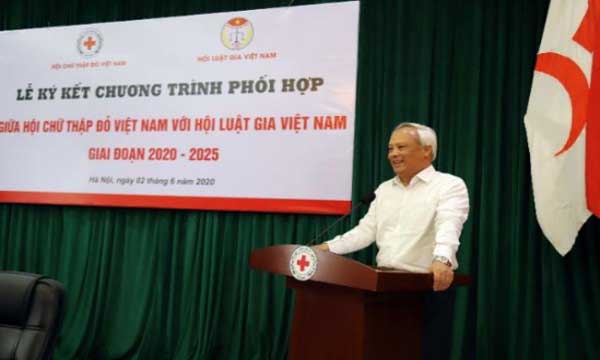 HỘI CHỮ THẬP ĐỎ VIỆT NAM
HỘI LUẬT GIA VIỆT NAM
LỄ KÝ KẾT CHƯƠNG TRÌNH PHỐI HỢP
GIỮA HỘI CHỮ THẬP ĐỎ VIỆT NAM VỚI HỘI LUẬT GIA VIỆT NAM
GIAI ĐOẠN 2020 - 2025
Hà Nội, ngày 02 tháng 6 năm 2020